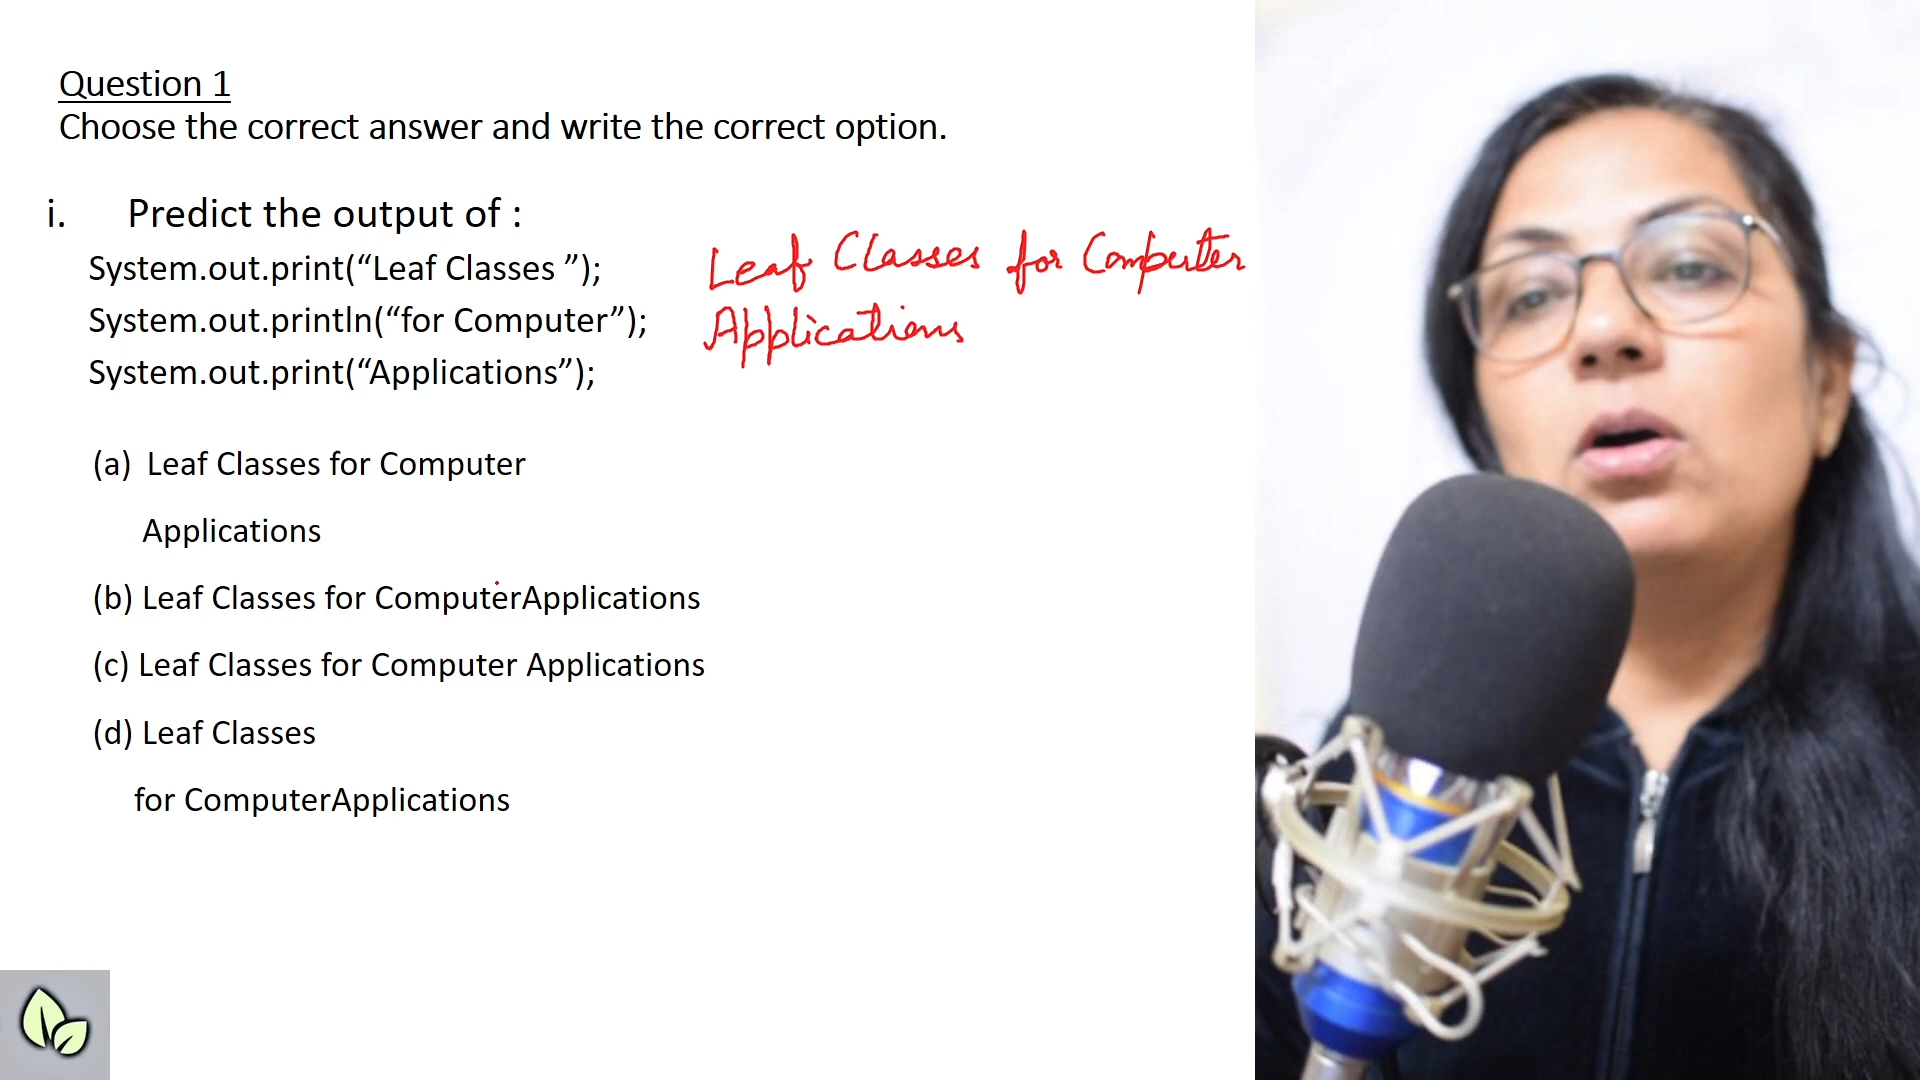 Question 1
Choose the correct answer and write the correct option.
i. Predict the output of :
System.out.print(“Leaf Classes ”);
System.out.println(“for Computer”);
System.out.print(“Applications”);
Leaf Classes for Computer
Applications
(a) Leaf Classes for Computer
Applications
(b) Leaf Classes for ComputerApplications
(c) Leaf Classes for Computer Applications
(d) Leaf Classes
for ComputerApplications